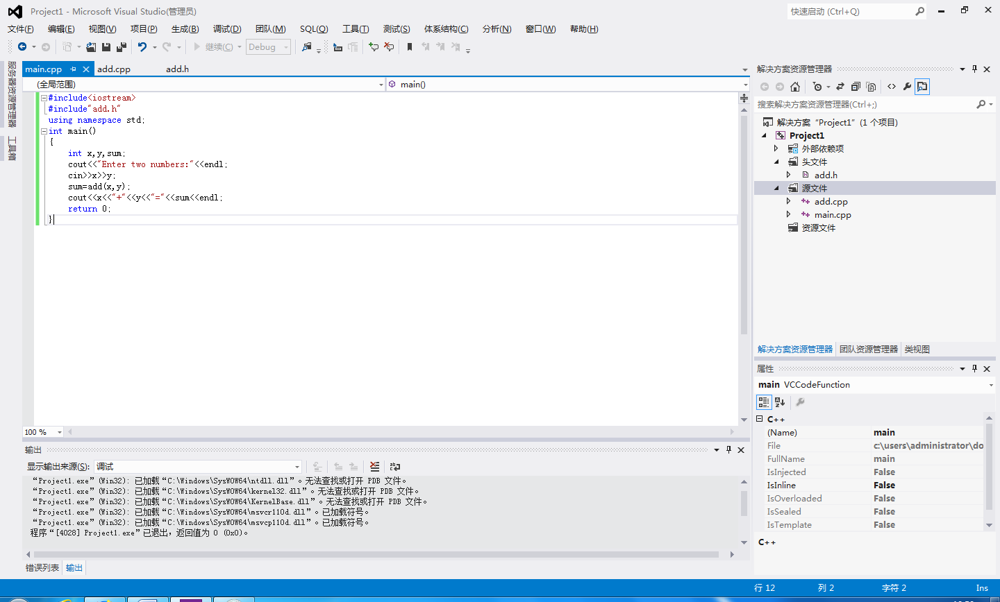 Project1 - Microsoft Visual Studio(管理员)
快速启动 (Ctrl+Q)
文件(F) 编辑(E) 视图(V) 项目(P) 生成(B) 调试(D) 团队(M) SQL(Q) 工具(T) 测试(S) 体系结构(C) 分析(N) 窗口(W) 帮助(H)
继续(C) Debug
服务器资源管理器
工具箱
main.cpp add.cpp add.h
(全局范围) main()
#include<iostream>
#include"add.h"
using namespace std;
int main()
{
int x,y,sum;
cout<<"Enter two numbers:"<<endl;
cin>>x>>y;
sum=add(x,y);
cout<<x<<"+"<<y<<"="<<sum<<endl;
return 0;
}
100 %
输出
显示输出来源(S): 调试
“Project1.exe”(Win32): 已加载“C:\Windows\SysWOW64\ntdll.dll”。无法查找或打开 PDB 文件。
“Project1.exe”(Win32): 已加载“C:\Windows\SysWOW64\kernel32.dll”。无法查找或打开 PDB 文件。
“Project1.exe”(Win32): 已加载“C:\Windows\SysWOW64\KernelBase.dll”。无法查找或打开 PDB 文件。
“Project1.exe”(Win32): 已加载“C:\Windows\SysWOW64\msvcr110d.dll”。已加载符号。
“Project1.exe”(Win32): 已加载“C:\Windows\SysWOW64\msvcp110d.dll”。已加载符号。
程序“[4028] Project1.exe”已退出，返回值为 0 (0x0)。
错误列表 输出
解决方案资源管理器
搜索解决方案资源管理器(Ctrl+;)
解决方案 “Project1” (1 个项目)
Project1
外部依赖项
头文件
add.h
源文件
add.cpp
main.cpp
资源文件
解决方案资源管理器 团队资源管理器 类视图
属性
main VCCodeFunction
C++
(Name) main
File c:\users\administrator\do
FullName main
IsInjected False
IsInline False
IsOverloaded False
IsSealed False
IsTemplate False
C++
行 12 列 2 字符 2 Ins